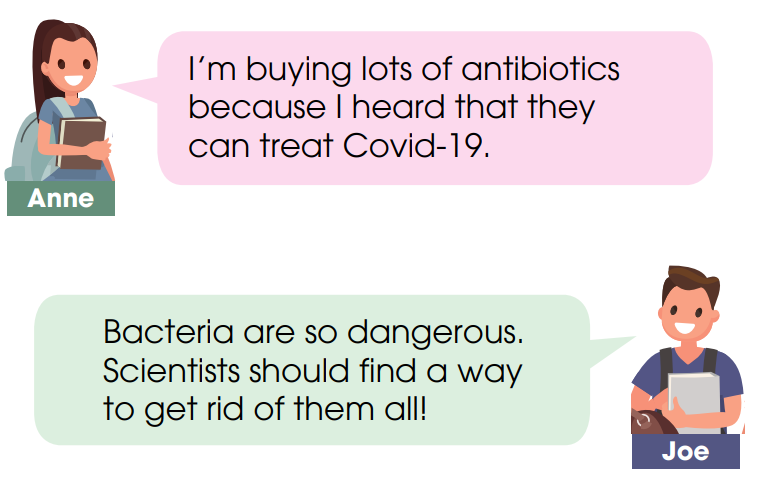 I'm buying lots of antibiotics
because I heard that they
can treat Covid-19.
Anne
Bacteria are so dangerous.
Scientists should find a way
to get rid of them all!
Joe